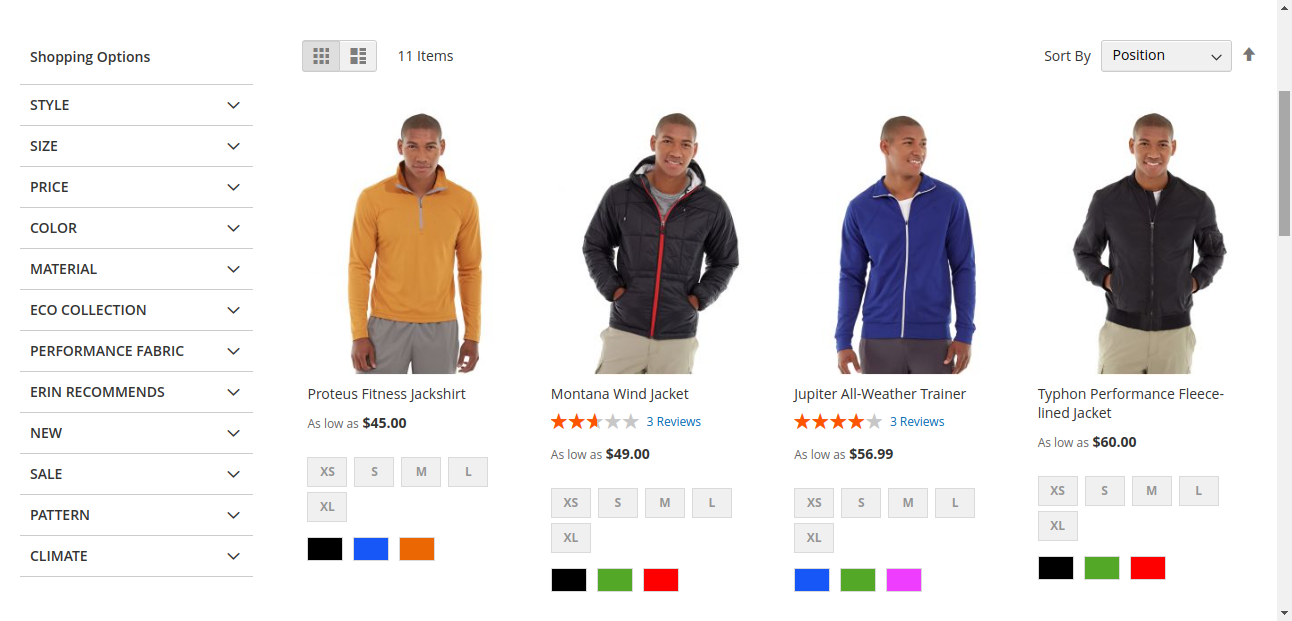 Shopping Options
STYLE
SIZE
PRICE
COLOR
MATERIAL
ECO COLLECTION
PERFORMANCE FABRIC
ERIN RECOMMENDS
NEW
SALE
PATTERN
CLIMATE
11 Items
Sort By Position
Proteus Fitness Jackshirt
As low as $45.00
XS S M L
XL
Montana Wind Jacket
3 Reviews
As low as $49.00
XS S M L
XL
Jupiter All-Weather Trainer
3 Reviews
As low as $56.99
XS S M L
XL
Typhon Performance Fleece-
lined Jacket
As low as $60.00
XS S M L
XL